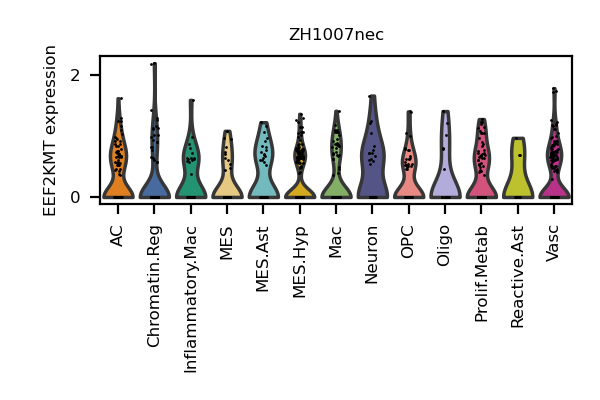 ZH1007nec
EEF2KMT expression
2
0
AC
Chromatin.Reg
Inflammatory.Mac
MES
MES.Ast
MES.Hyp
Mac
Neuron
OPC
Oligo
Prolif.Metab
Reactive.Ast
Vasc